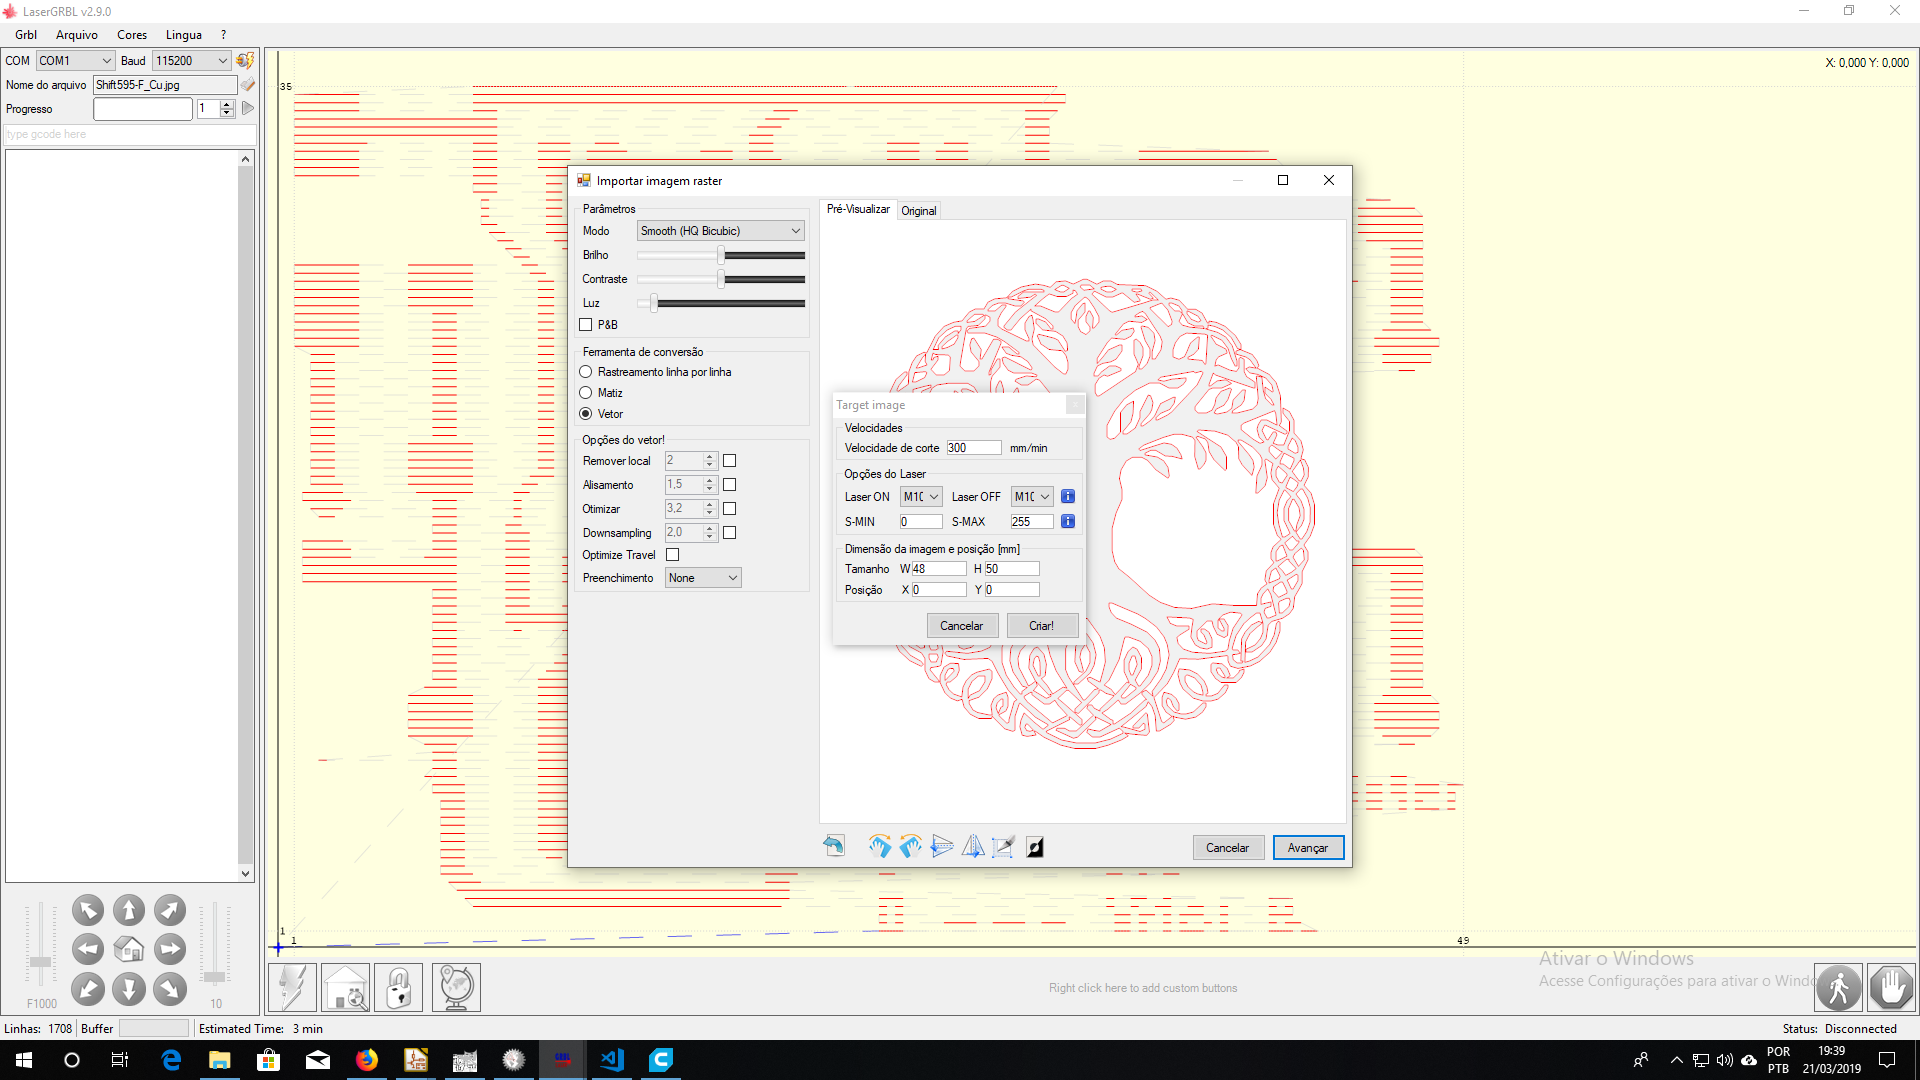 LaserGRBL v2.9.0
Grbl Arquivo Cores Lingua ?
COM COM1 Baud 115200
Nome do arquivo Shift595-F_Cu.jpg
Progresso 1
type gcode here
X: 0,000 Y: 0,000
35
1
1
49
Importar imagem raster
Parâmetros
Modo Smooth (HQ Bicubic)
Brilho
Contraste
Luz
P&B
Ferramenta de conversão
Rastreamento linha por linha
Matiz
Vetor
Opções do vetor!
Remover local 2
Alisamento 1,5
Otimizar 3,2
Downsampling 2,0
Optimize Travel
Preenchimento None
Pré-Visualizar Original
Target image
Velocidades
Velocidade de corte 300 mm/min
Opções do Laser
Laser ON M1( Laser OFF M1(
S-MIN 0 S-MAX 255
Dimensão da imagem e posição [mm]
Tamanho W 48 H 50
Posição X 0 Y 0
Cancelar Criar!
Cancelar Avançar
F1000 10
Right click here to add custom buttons
Ativar o Windows
Acesse Configurações para ativar o Windo
Linhas: 1708 Buffer Estimated Time: 3 min
Status: Disconnected
POR
PTB
19:39
21/03/2019